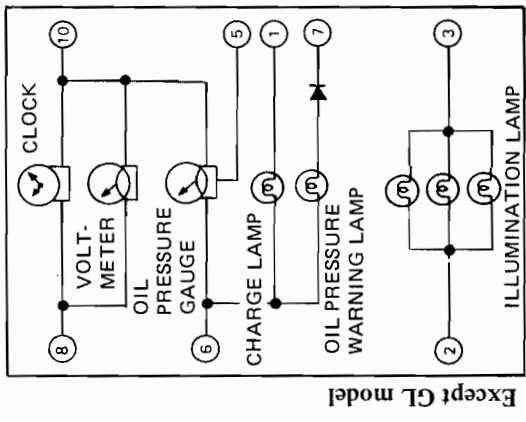 Except GL model
10
5
1
7
3
CLOCK
VOLT-
METER
OIL
PRESSURE
GAUGE
CHARGE LAMP
OIL PRESSURE
WARNING LAMP
ILLUMINATION LAMP
8
6
2